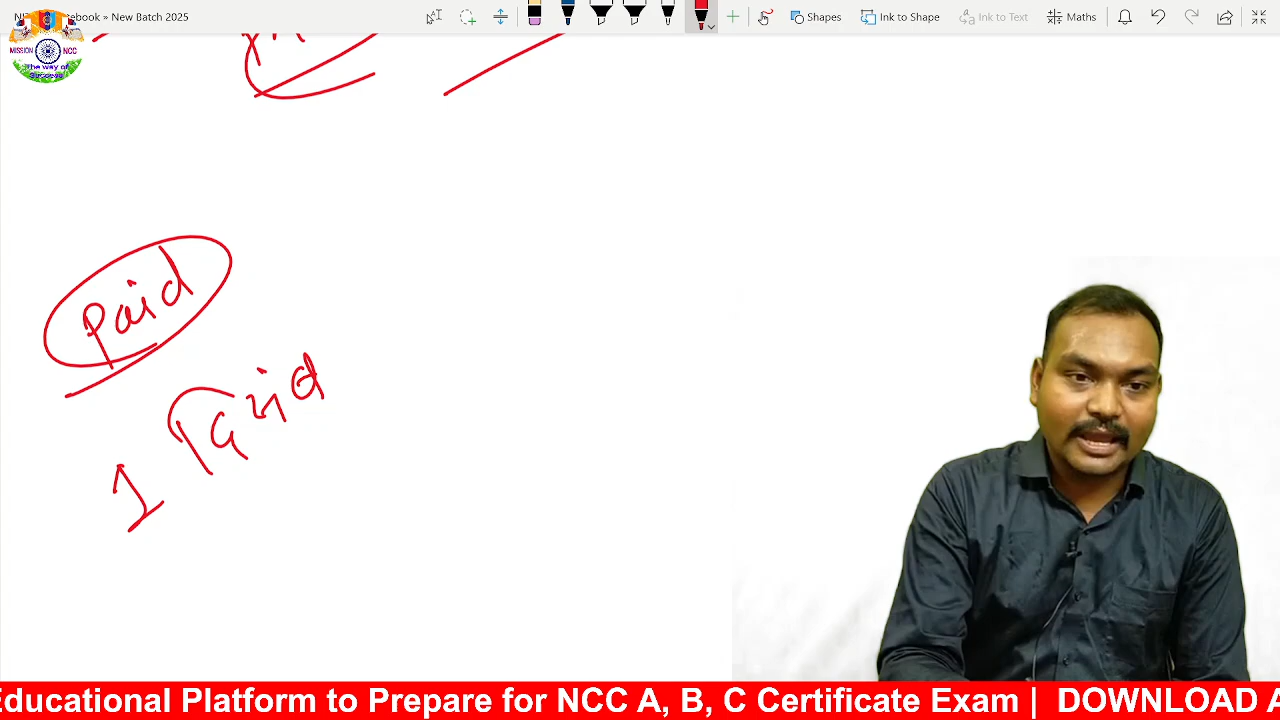 ebook » New Batch 2025
Shapes
Ink to Shape
Ink to Text
Maths
MISSION NCC
The way of
Success
Paid
1 दिसंब
Educational Platform to Prepare for NCC A, B, C Certificate Exam | DOWNLOAD A